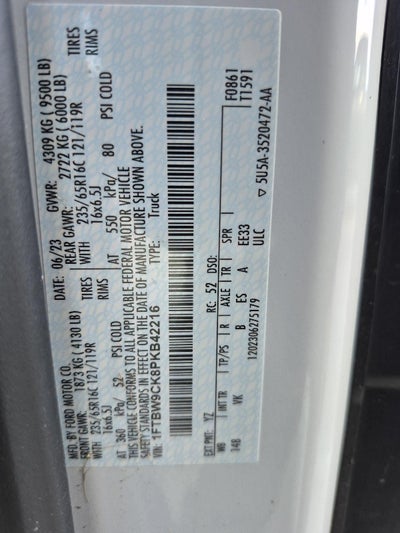 MFD. BY FORD MOTOR CO.
DATE: 06/23 GVWR: 4309 KG ( 9500 LB)
FRONT GAWR: 1873 KG ( 4130 LB) REAR GAWR: 2722 KG ( 6000 LB)
WITH 235/65R16C 121/119R TIRES WITH 235/65R16C 121/119R TIRES
16x6.5J RIMS 16x6.5J RIMS
AT 360 kPa/ 52 PSI COLD AT 550 kPa/ 80 PSI COLD
THIS VEHICLE CONFORMS TO ALL APPLICABLE FEDERAL MOTOR VEHICLE
SAFETY STANDARDS IN EFFECT ON THE DATE OF MANUFACTURE SHOWN ABOVE.
VIN: 1FTBW9CK8PKB42216 TYPE: Truck
F0861
T1591
EXT PNT: YZ RC: 52 DSO:
WB INT TR TP/PS R AXLE TR SPR
148 VK B ES A EE33
ULC
1202306275179
▽ 5U5A-3520472-AA